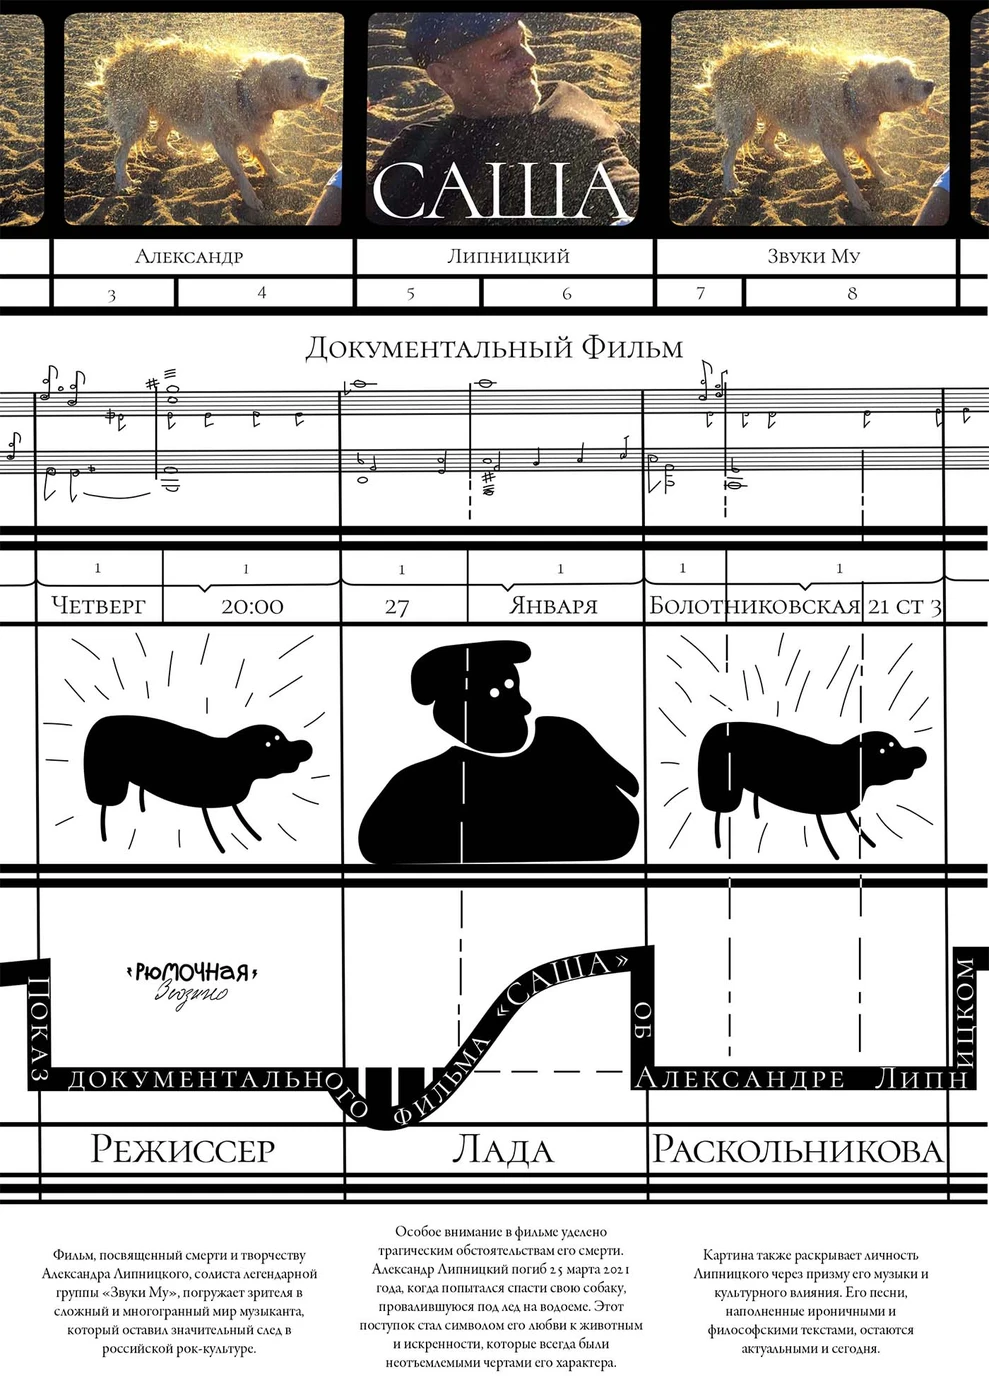 САША
Александр Липницкий Звуки Му
3 4 5 6 7 8
Документальный Фильм
1 1 1 1 1 1
Четверг 20:00 27 Января Болотниковская 21 ст 3
Рюмочная
Зюзино
Показ документального фильма «САША» об Александре Липницком
Режиссер Лада Раскольникова
Фильм, посвященный смерти и творчеству
Александра Липницкого, солиста легендарной
группы «Звуки Му», погружает зрителя в
сложный и многогранный мир музыканта,
который оставил значительный след в
российской рок-культуре.
Особое внимание в фильме уделено
трагическим обстоятельствам его смерти.
Александр Липницкий погиб 25 марта 2021
года, когда попытался спасти свою собаку,
провалившуюся под лед на водоеме. Этот
поступок стал символом его любви к животным
и искренности, которые всегда были
неотъемлемыми чертами его характера.
Картина также раскрывает личность
Липницкого через призму его музыки и
культурного влияния. Его песни,
наполненные ироничными и
философскими текстами, остаются
актуальными и сегодня.